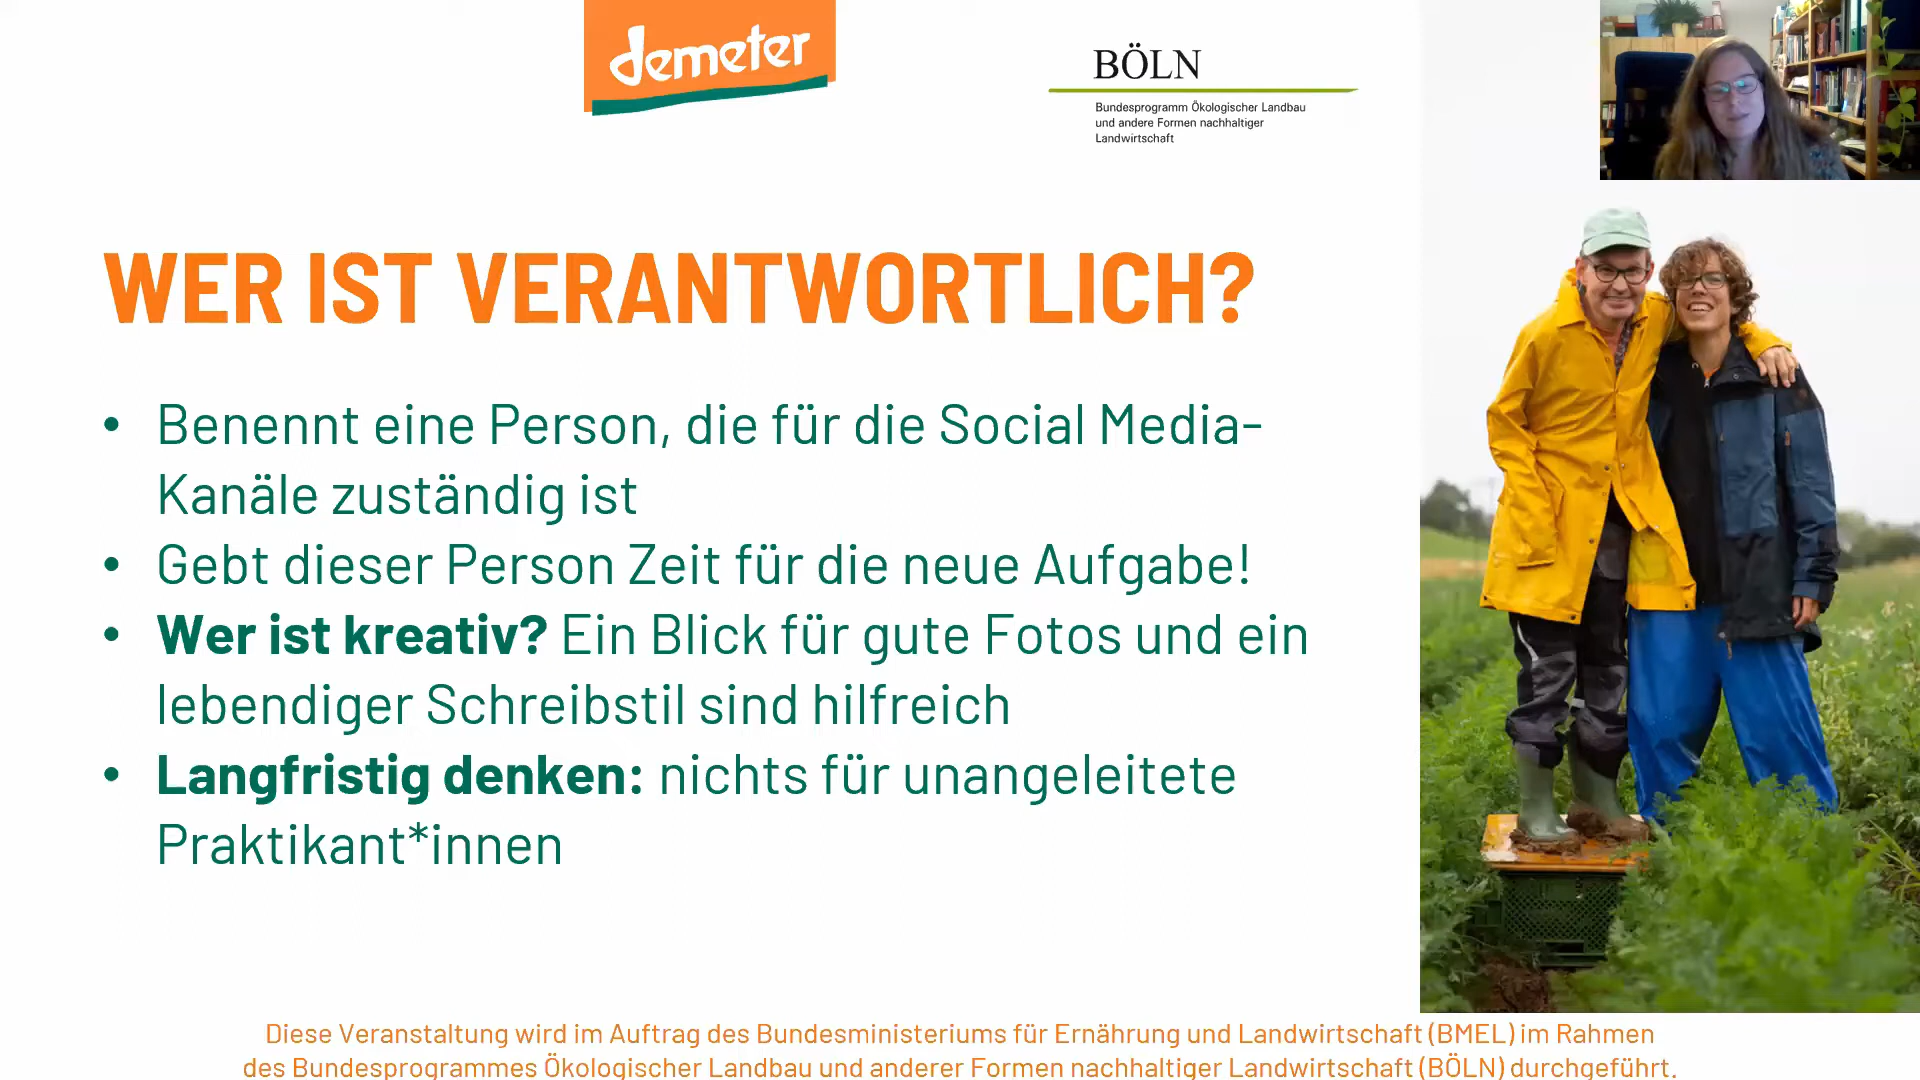 demeter
BÖLN
Bundesprogramm Ökologischer Landbau
und andere Formen nachhaltiger
Landwirtschaft
WER IST VERANTWORTLICH?
• Benennt eine Person, die für die Social Media-
Kanäle zuständig ist
• Gebt dieser Person Zeit für die neue Aufgabe!
• Wer ist kreativ? Ein Blick für gute Fotos und ein
lebendiger Schreibstil sind hilfreich
• Langfristig denken: nichts für unangeleitete
Praktikant*innen
Diese Veranstaltung wird im Auftrag des Bundesministeriums für Ernährung und Landwirtschaft (BMEL) im Rahmen
des Bundesprogrammes Ökologischer Landbau und anderer Formen nachhaltiger Landwirtschaft (BÖLN) durchgeführt.